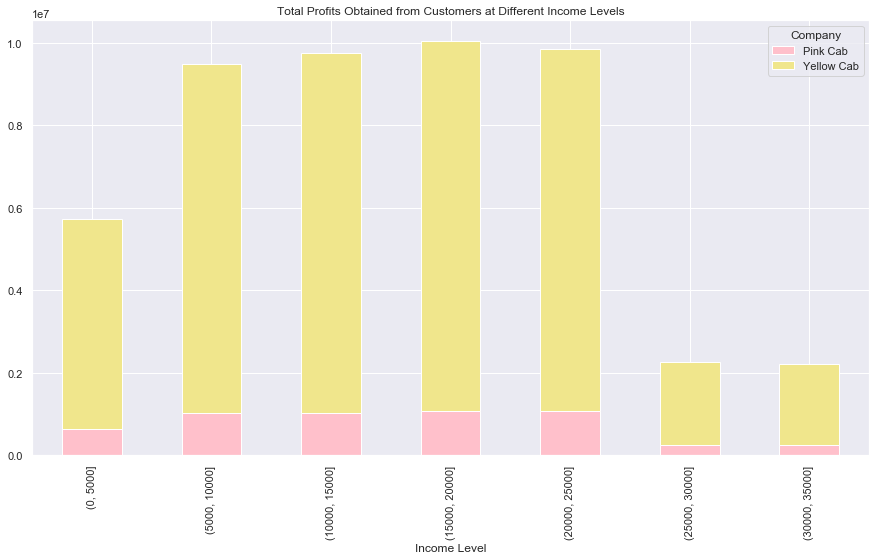 Total Profits Obtained from Customers at Different Income Levels
1e7
Company
Pink Cab
Yellow Cab
1.0
0.8
0.6
0.4
0.2
0.0
(0, 5000]
(5000, 10000]
(10000, 15000]
(15000, 20000]
(20000, 25000]
(25000, 30000]
(30000, 35000]
Income Level